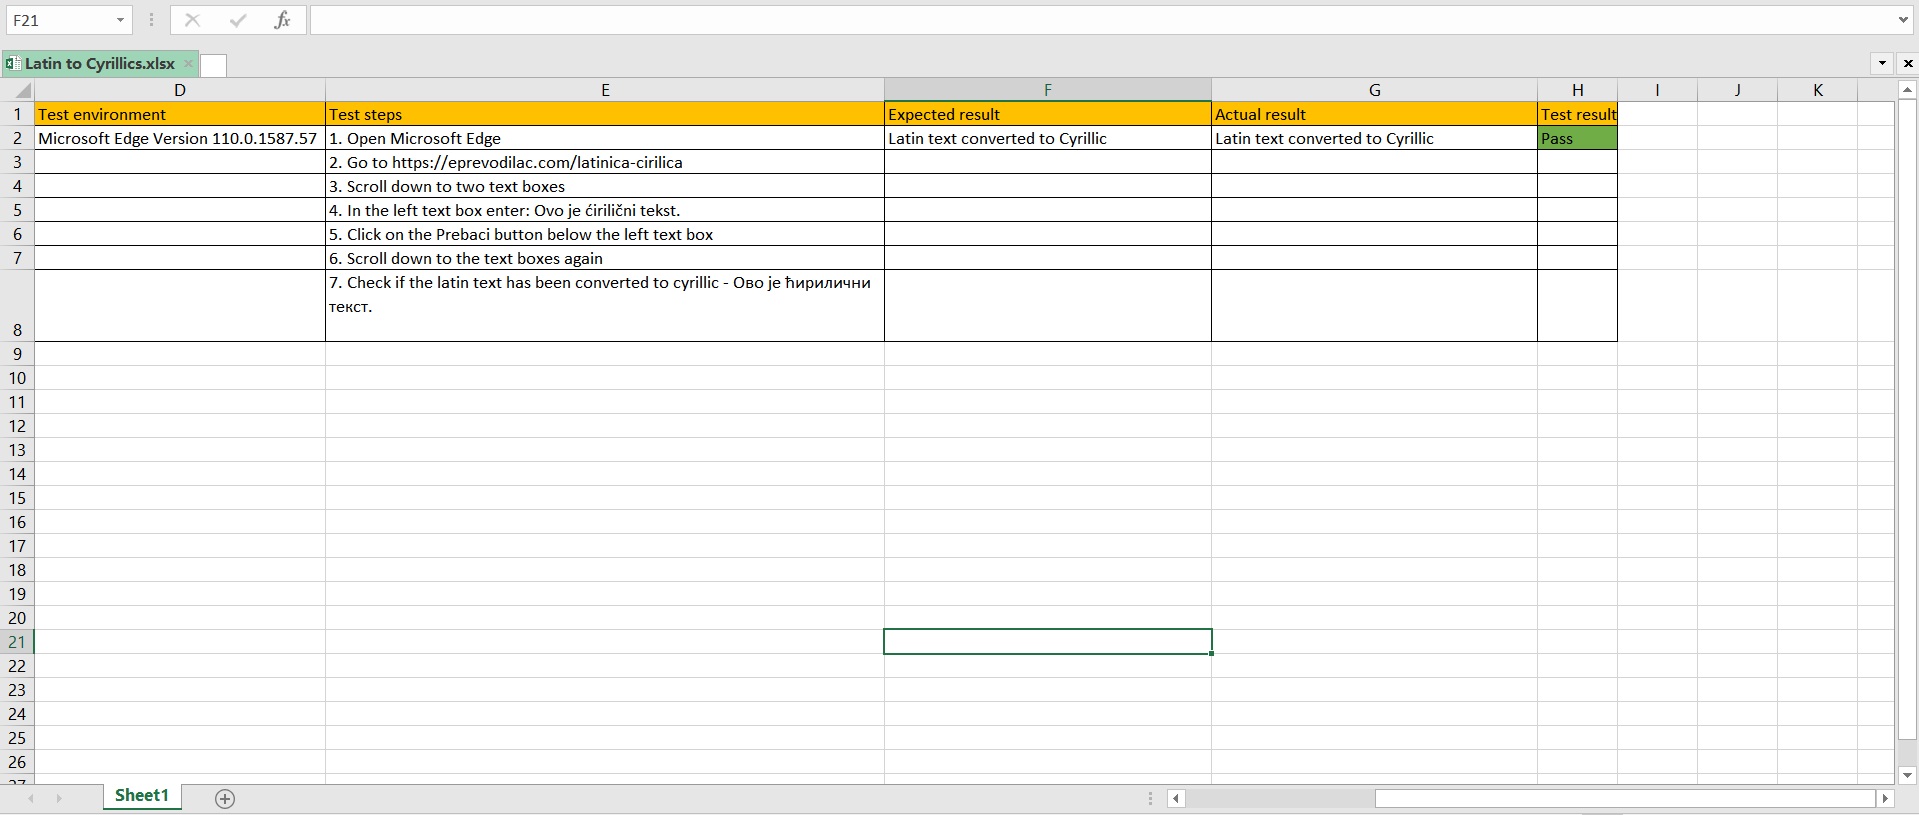 F21
fx
Latin to Cyrillics.xlsx
D E F G H I J K
1 Test environment Test steps Expected result Actual result Test result
2 Microsoft Edge Version 110.0.1587.57 1. Open Microsoft Edge Latin text converted to Cyrillic Latin text converted to Cyrillic Pass
3 2. Go to https://eprevodilac.com/latinica-cirilica
4 3. Scroll down to two text boxes
5 4. In the left text box enter: Ovo je ćirilični tekst.
6 5. Click on the Prebaci button below the left text box
7 6. Scroll down to the text boxes again
7. Check if the latin text has been converted to cyrillic - Ово је ћирилични
текст.
8
9
10
11
12
13
14
15
16
17
18
19
20
21
22
23
24
25
26
27
Sheet1